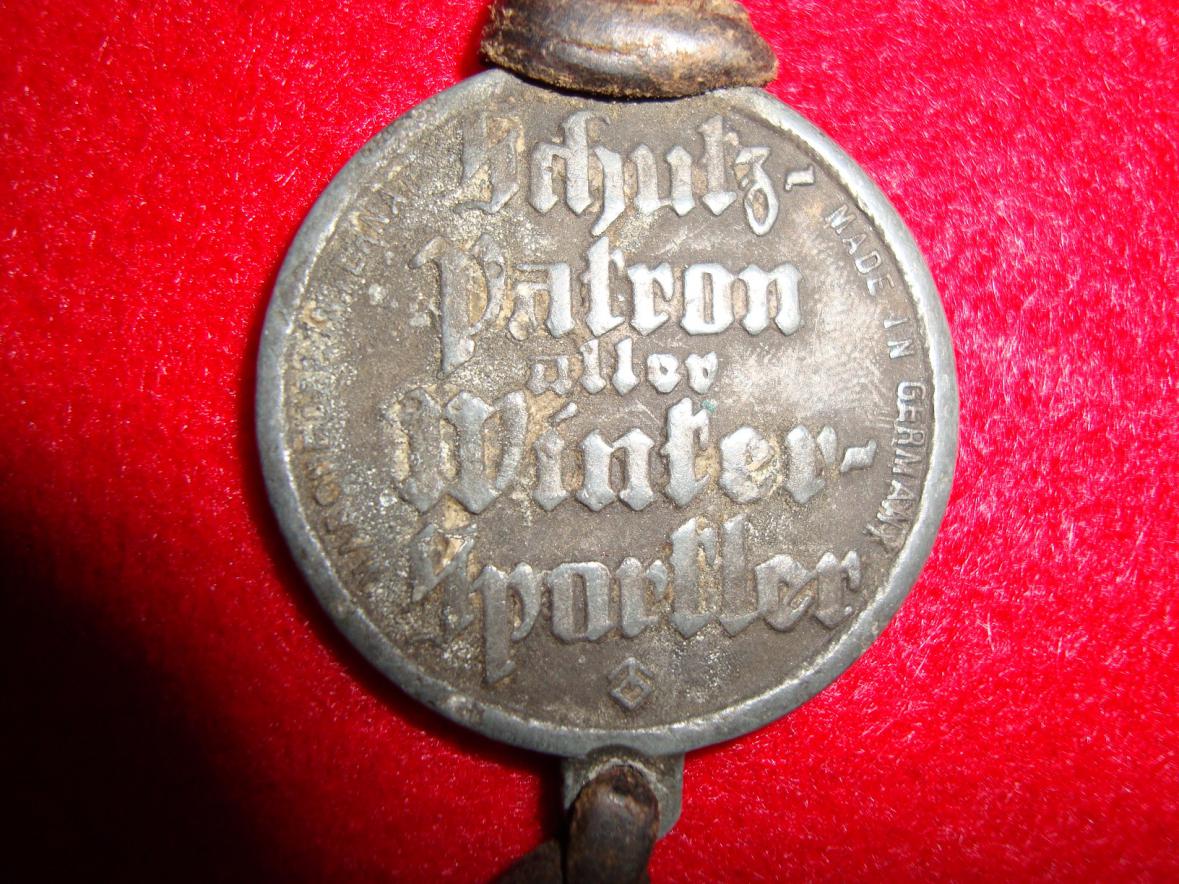 Schutz-
Patron
aller
Winter-
Sportler
MADE IN GERMANY